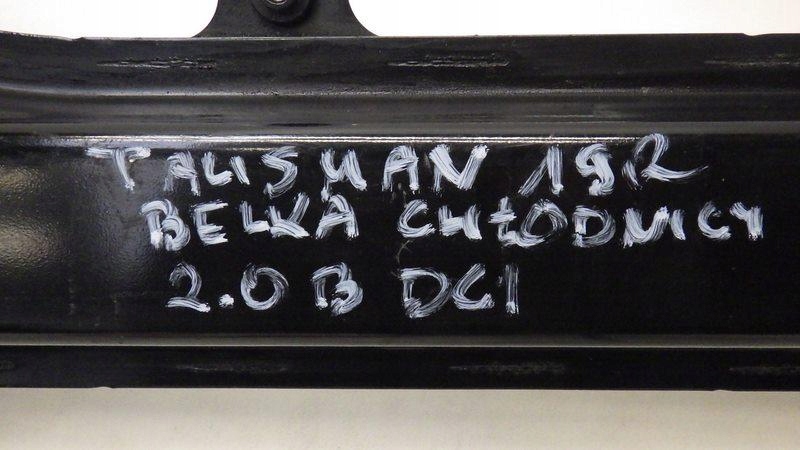 TALISMAN 19R
BELKA CHŁODNICY
2.0 B DCI